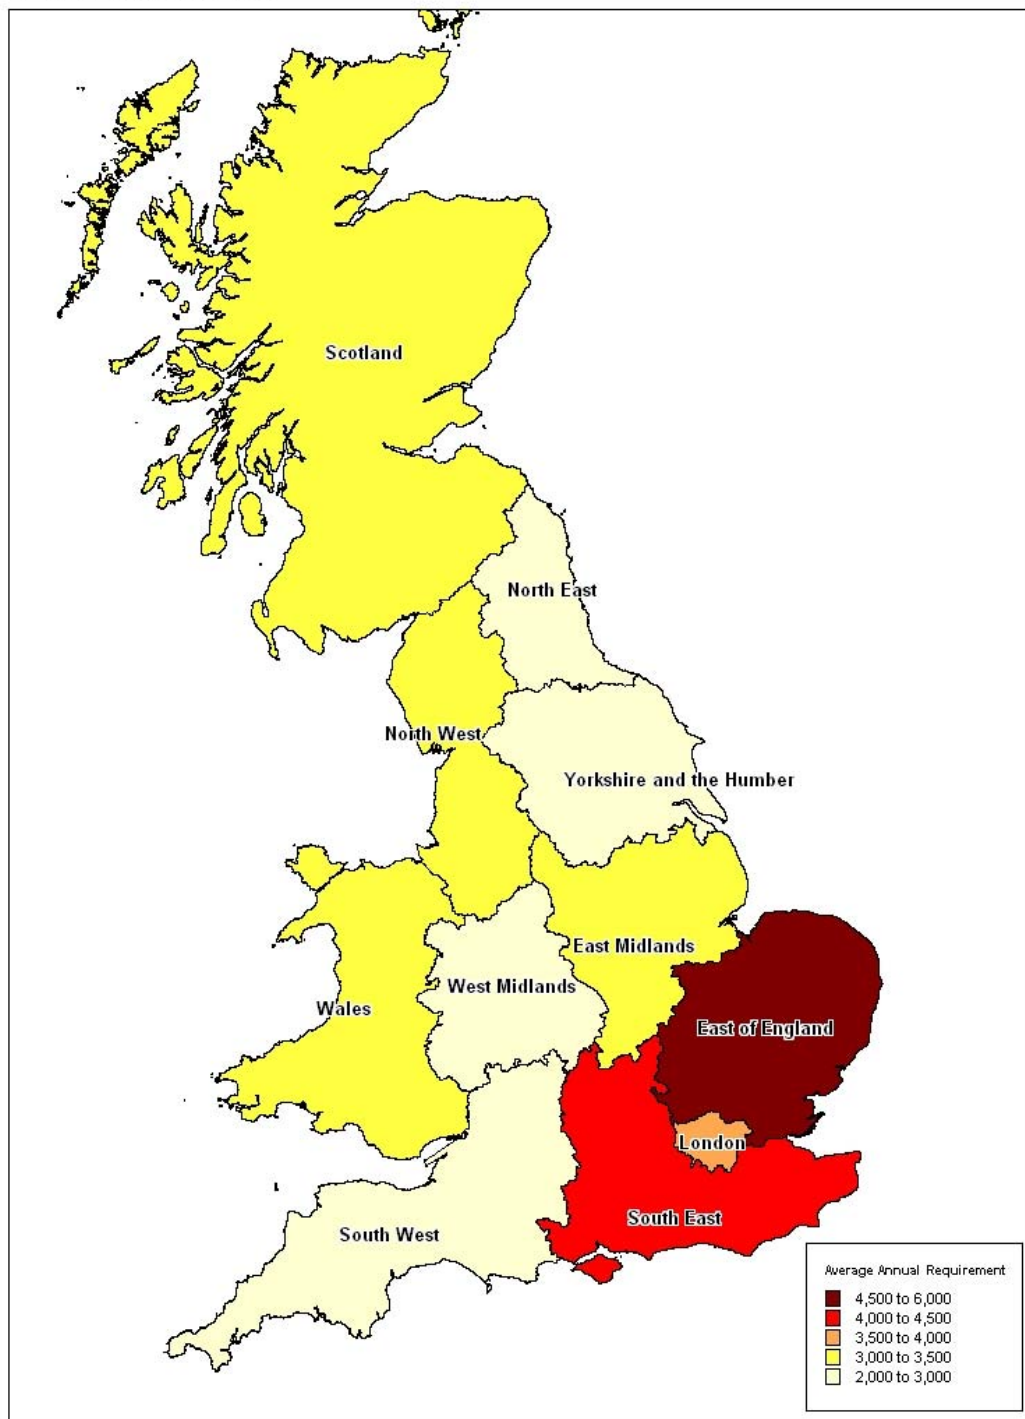 Scotland
North East
North West
Yorkshire and the Humber
East Midlands
West Midlands
Wales
East of England
London
South East
South West
Average Annual Requirement
4,500 to 6,000
4,000 to 4,500
3,500 to 4,000
3,000 to 3,500
2,000 to 3,000